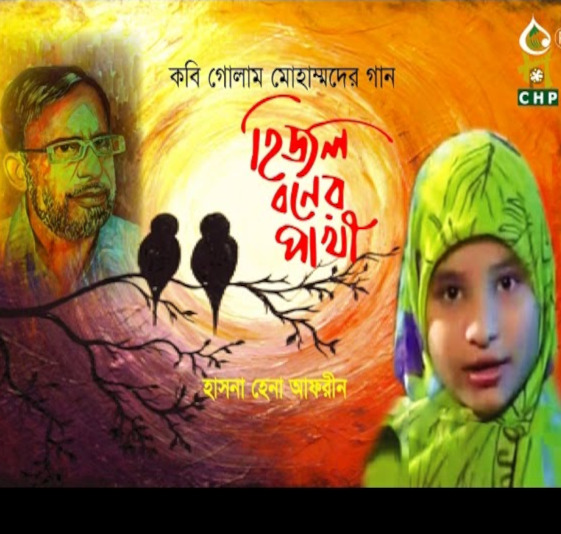 কবি গোলাম মোহাম্মদের গান
হিজল
বনের
পাখী
হাসনা হেনা আফরীন
CHP